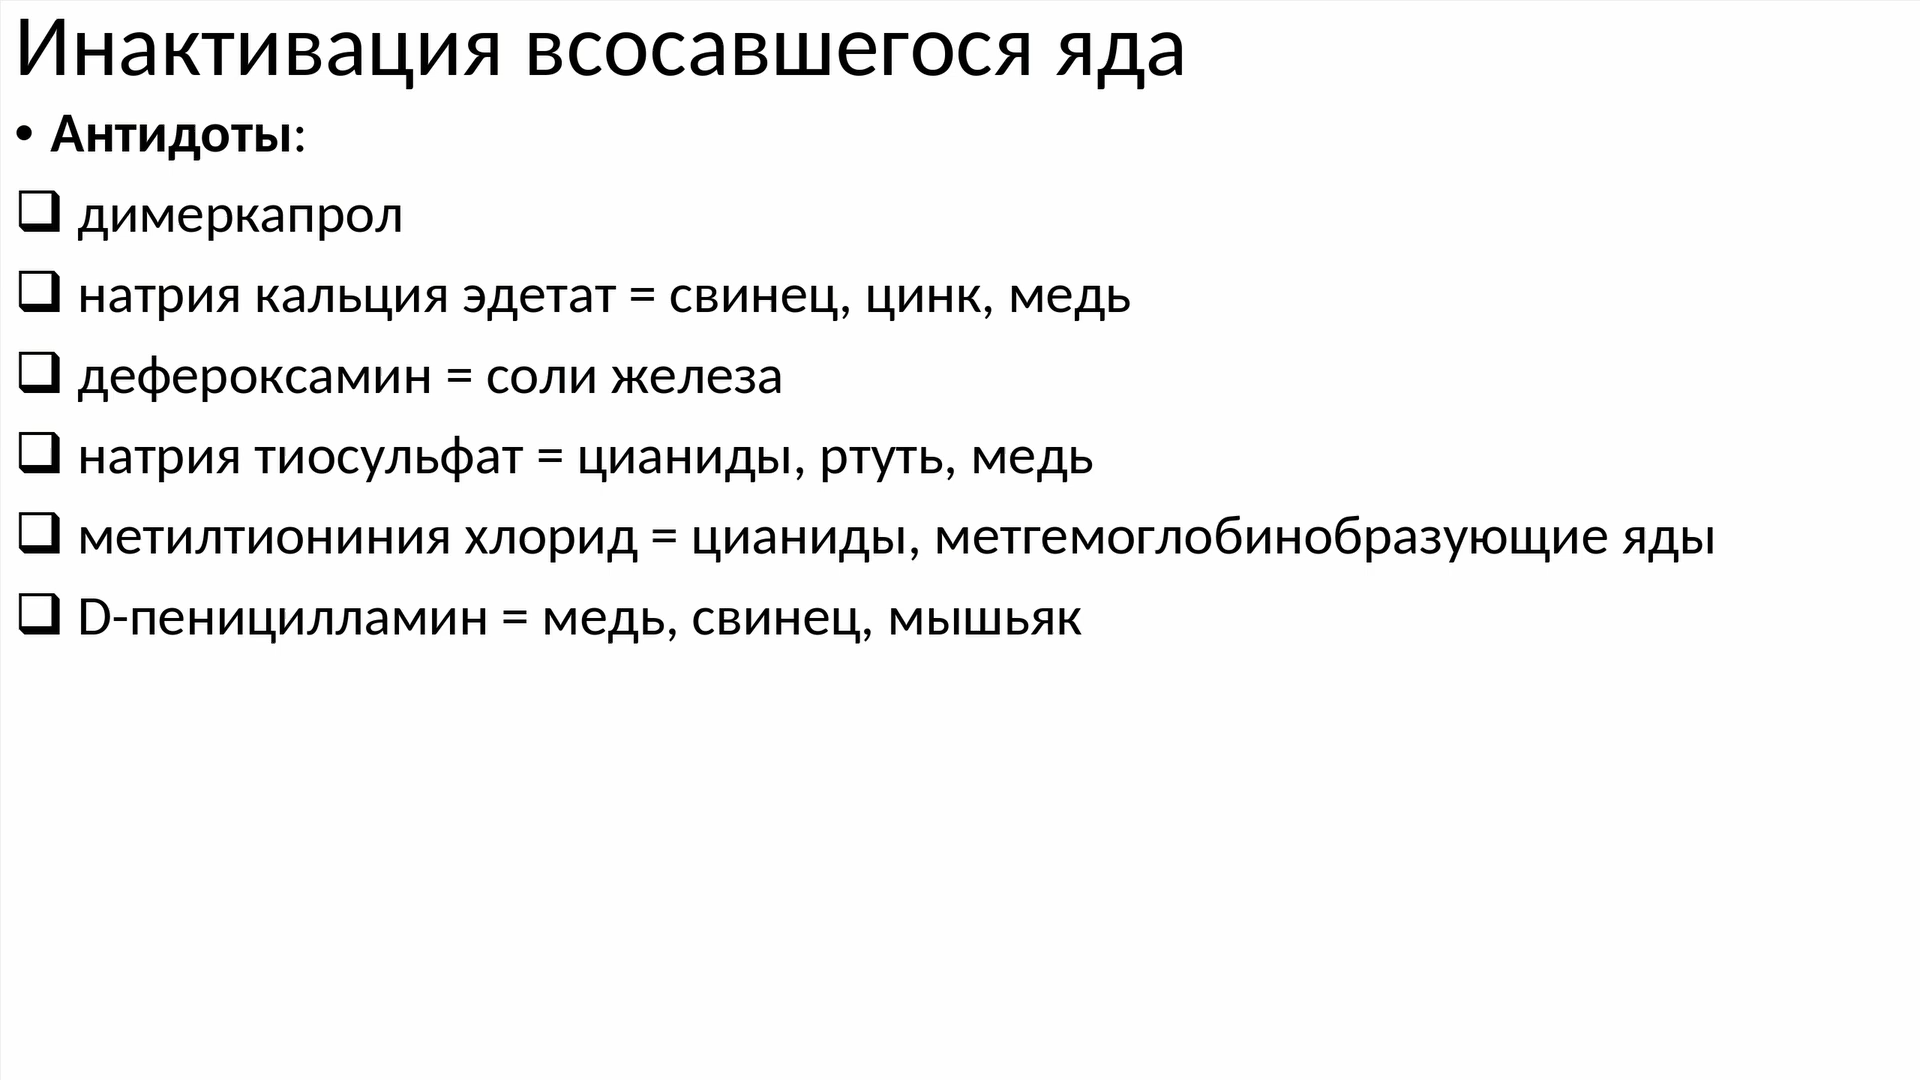 Инактивация всосавшегося яда
• Антидоты:
❑ димеркапрол
❑ натрия кальция эдетат = свинец, цинк, медь
❑ дефероксамин = соли железа
❑ натрия тиосульфат = цианиды, ртуть, медь
❑ метилтиониния хлорид = цианиды, метгемоглобинобразующие яды
❑ D-пеницилламин = медь, свинец, мышьяк